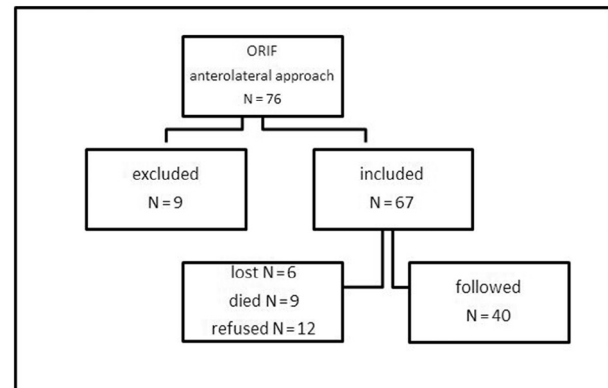 ORIF
anterolateral approach
N = 76
excluded
N = 9
included
N = 67
lost N = 6
died N = 9
refused N = 12
followed
N = 40